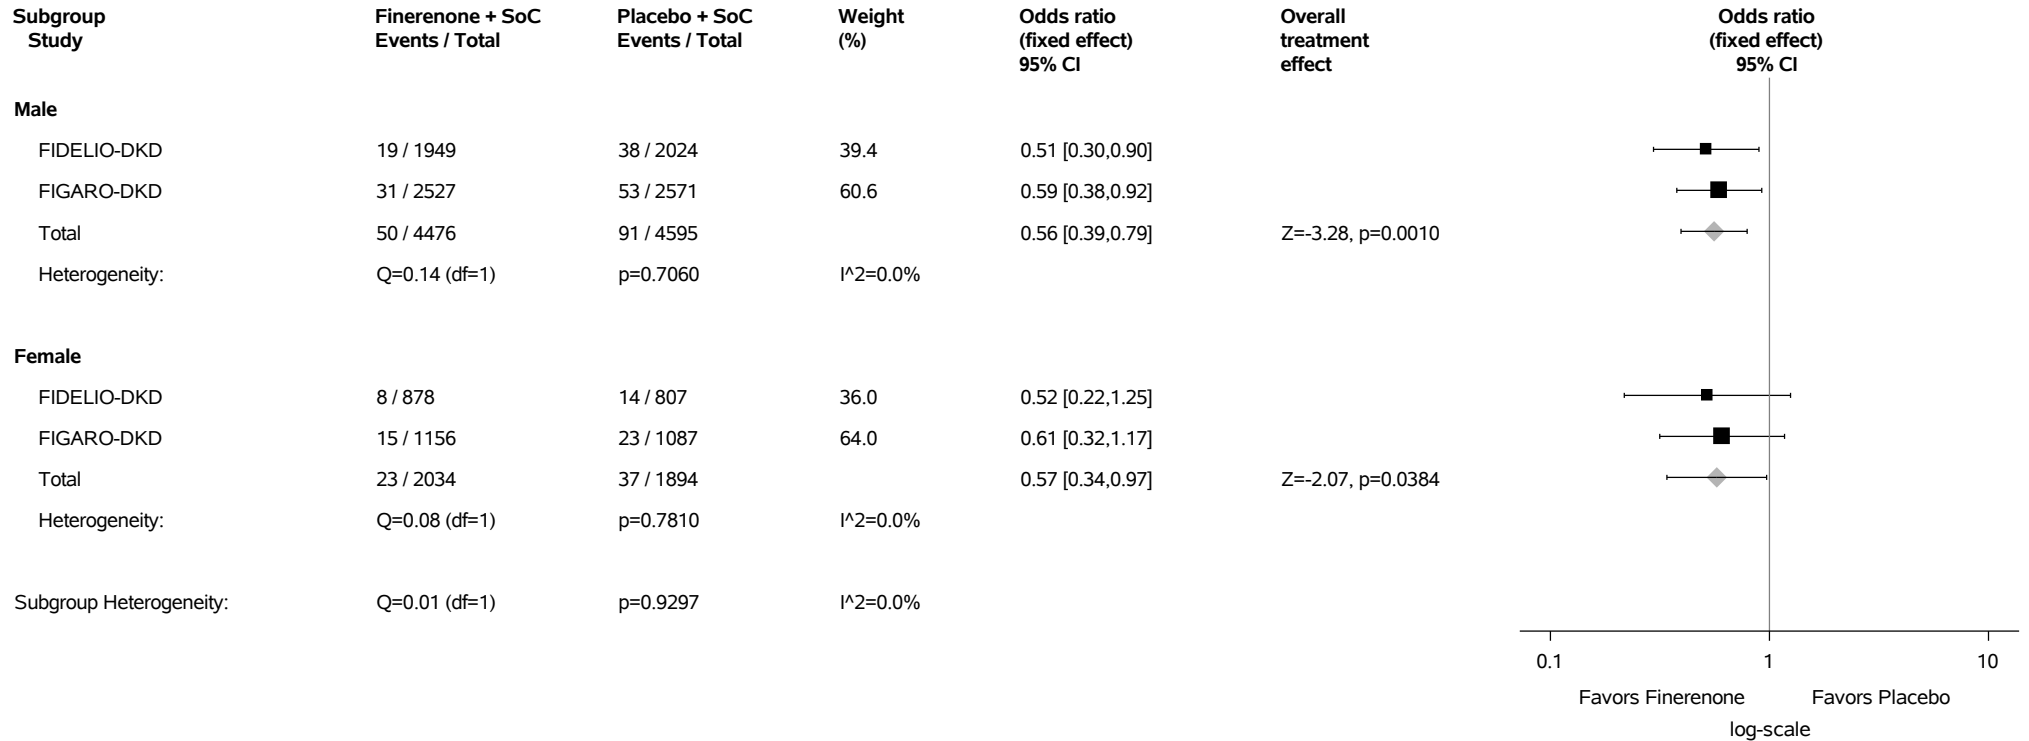 Subgroup Finerenone + SoC Placebo + SoC Weight Odds ratio Overall Odds ratio
Study Events / Total Events / Total (%) (fixed effect) treatment (fixed effect)
95% CI effect 95% CI
Male
FIDELIO-DKD 19 / 1949 38 / 2024 39.4 0.51 [0.30,0.90]
FIGARO-DKD 31 / 2527 53 / 2571 60.6 0.59 [0.38,0.92]
Total 50 / 4476 91 / 4595 0.56 [0.39,0.79] Z=-3.28, p=0.0010
Heterogeneity: Q=0.14 (df=1) p=0.7060 I^2=0.0%
Female
FIDELIO-DKD 8 / 878 14 / 807 36.0 0.52 [0.22,1.25]
FIGARO-DKD 15 / 1156 23 / 1087 64.0 0.61 [0.32,1.17]
Total 23 / 2034 37 / 1894 0.57 [0.34,0.97] Z=-2.07, p=0.0384
Heterogeneity: Q=0.08 (df=1) p=0.7810 I^2=0.0%
Subgroup Heterogeneity: Q=0.01 (df=1) p=0.9297 I^2=0.0%
0.1 1 10
Favors Finerenone Favors Placebo
log-scale